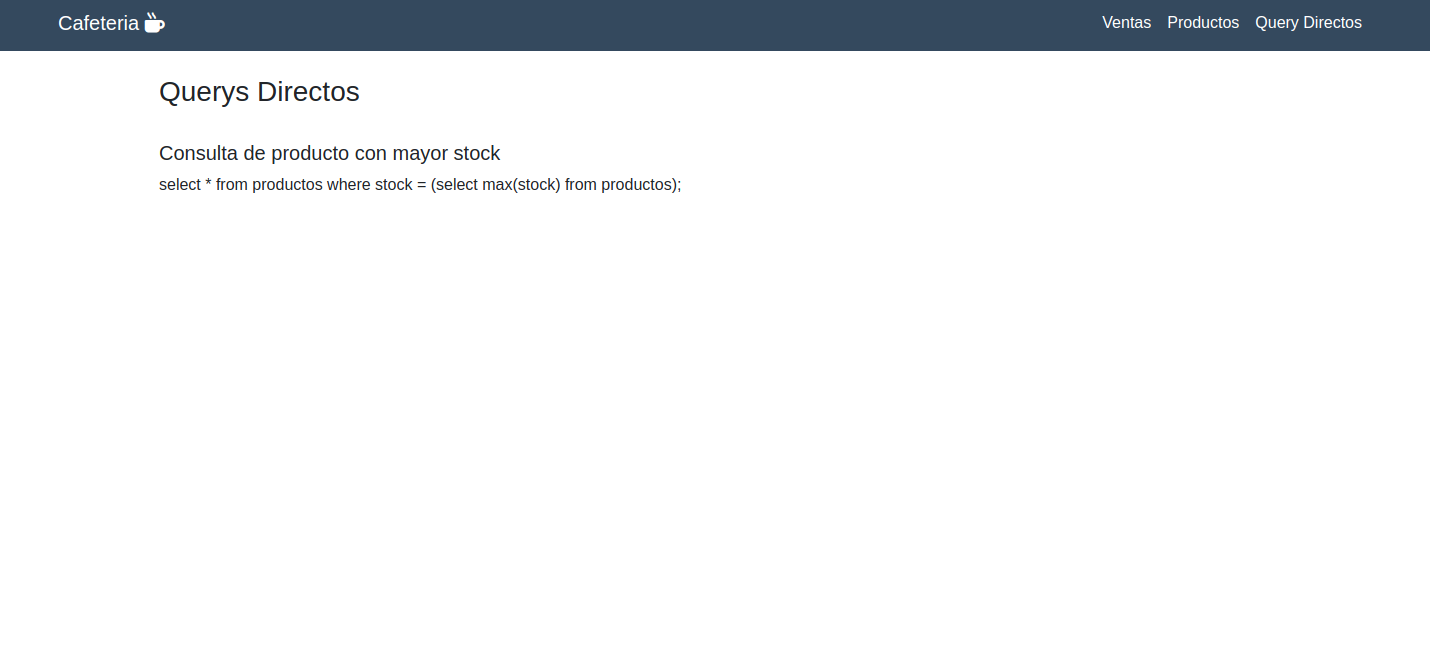 Cafeteria
Ventas Productos Query Directos
Querys Directos
Consulta de producto con mayor stock
select * from productos where stock = (select max(stock) from productos);